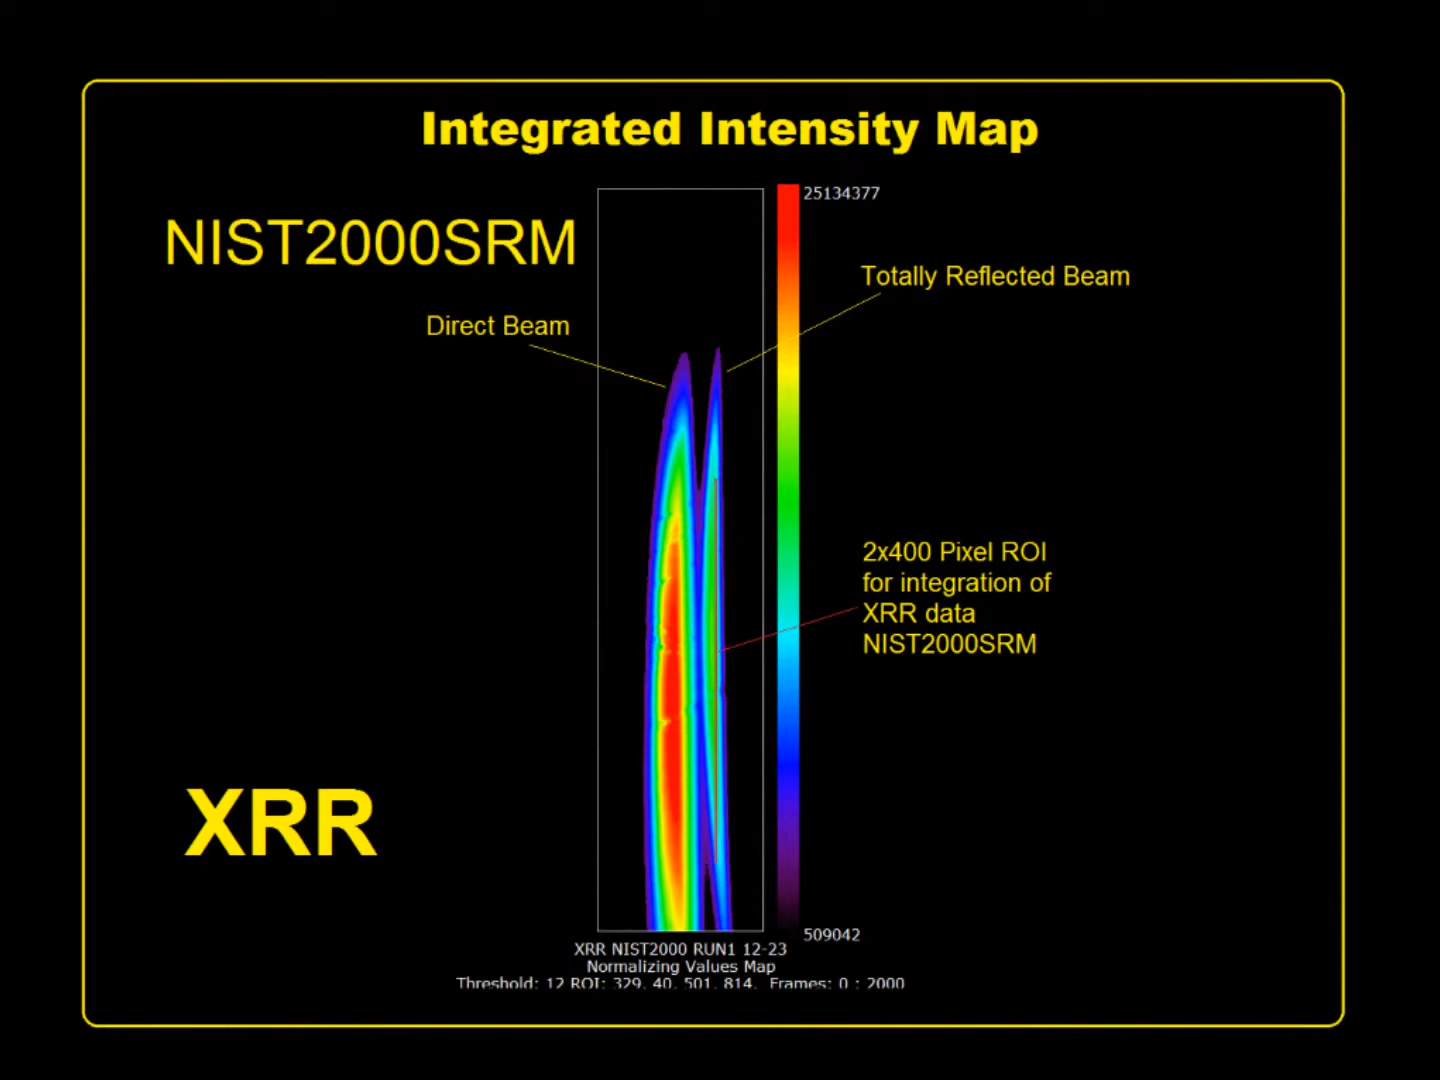 Integrated Intensity Map
NIST2000SRM
25134377
Totally Reflected Beam
Direct Beam
2x400 Pixel ROI
for integration of
XRR data
NIST2000SRM
XRR
509042
XRR NIST2000 RUN1 12-23
Normalizing Values Map
Threshold: 12 ROI: 329, 40, 501, 814, Frames: 0 : 2000